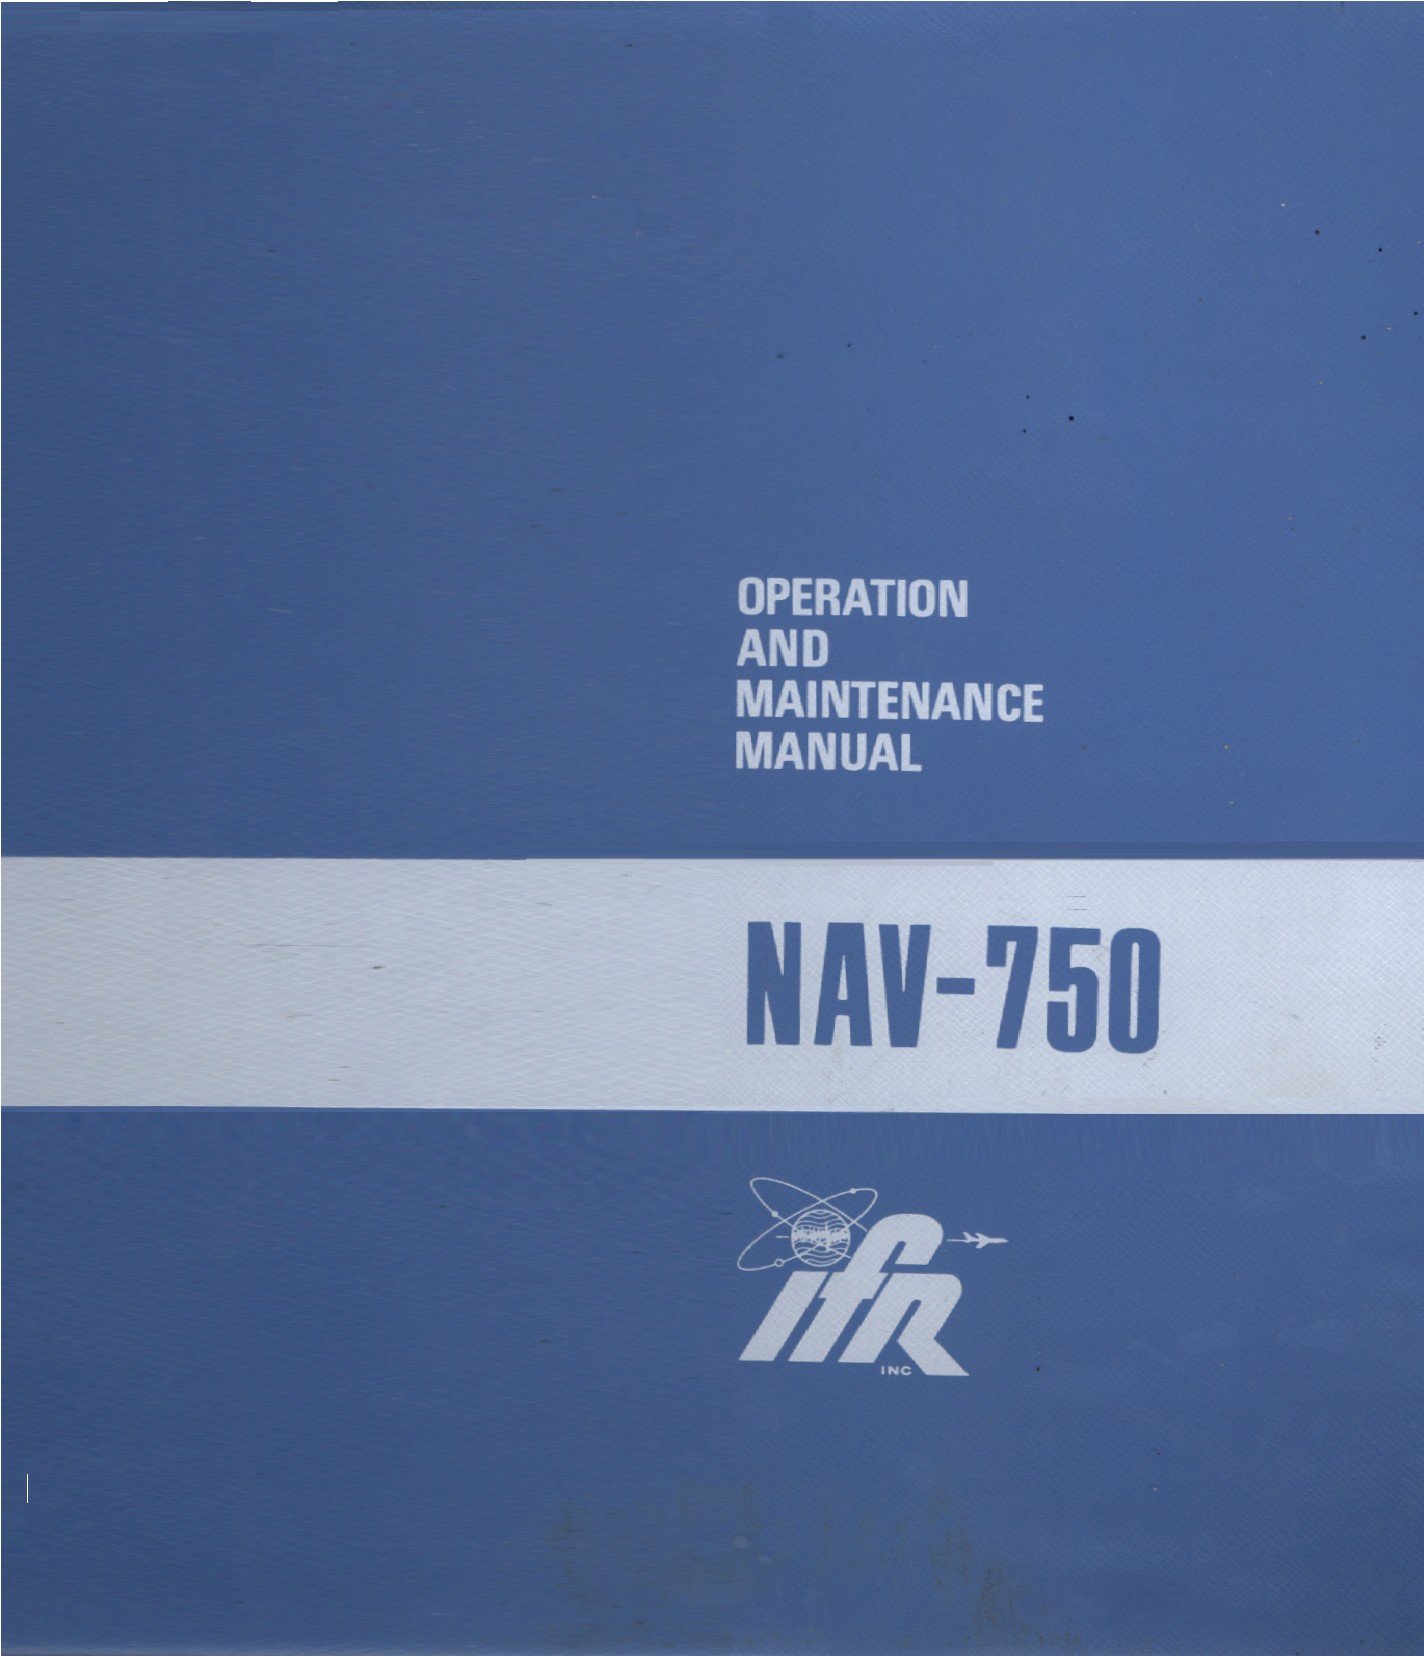 OPERATION
AND
MAINTENANCE
MANUAL
NAV-750
ifR
INC